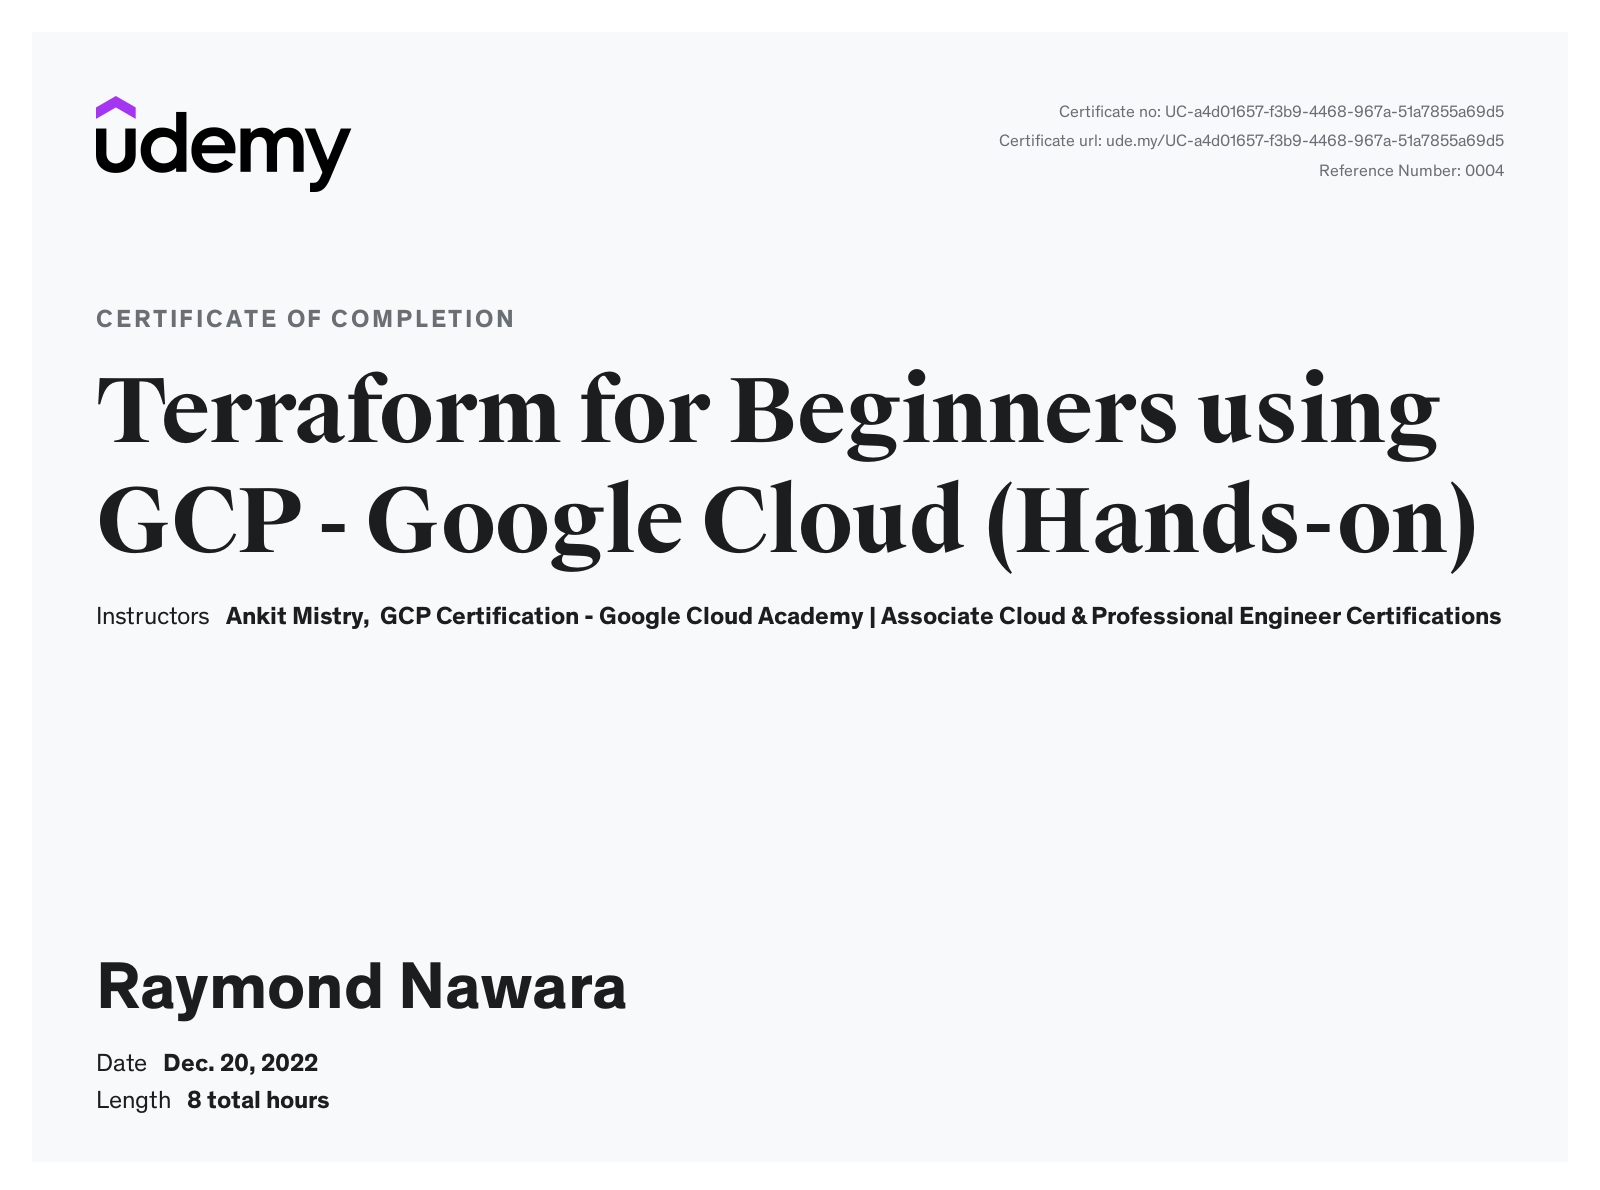 udemy
Certificate no: UC-a4d01657-f3b9-4468-967a-51a7855a69d5
Certificate url: ude.my/UC-a4d01657-f3b9-4468-967a-51a7855a69d5
Reference Number: 0004
CERTIFICATE OF COMPLETION
Terraform for Beginners using
GCP - Google Cloud (Hands-on)
Instructors Ankit Mistry, GCP Certification - Google Cloud Academy | Associate Cloud & Professional Engineer Certifications
Raymond Nawara
Date Dec. 20, 2022
Length 8 total hours